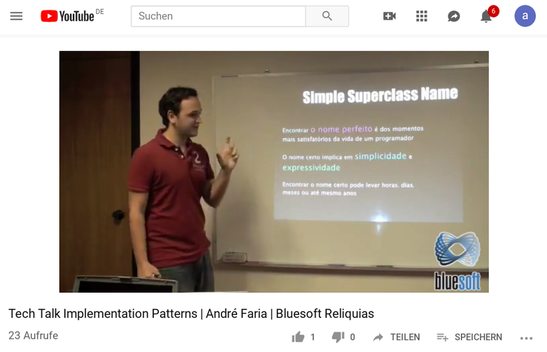 YouTube DE
Suchen
6
a
Simple Superclass Name
Encontrar o nome perfeito é dos momentos
mais satisfatórios da vida de um programador
O nome certo implica em simplicidade e
expressividade
Encontrar o nome certo pode levar horas, dias,
meses ou até mesmo anos
bluesoft
Tech Talk Implementation Patterns | André Faria | Bluesoft Reliquias
23 Aufrufe
1
0
TEILEN
SPEICHERN